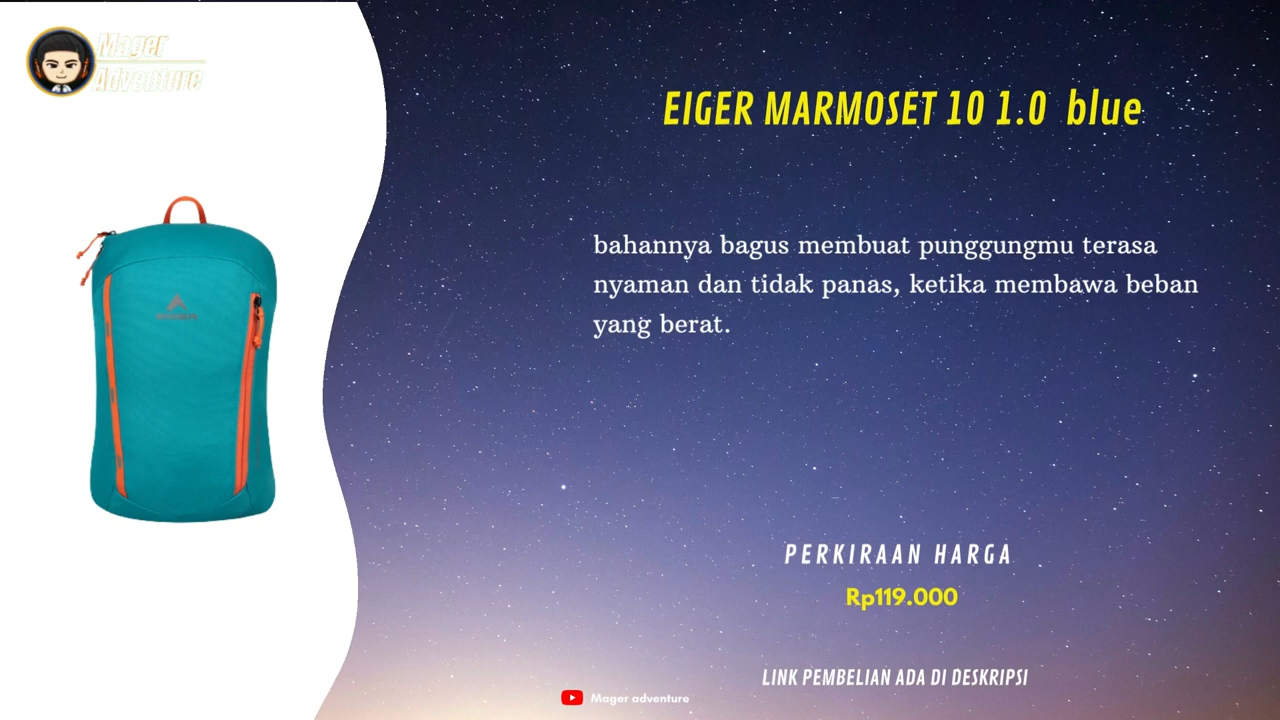 Mager
Adventure
EIGER MARMOSET 10 1.0 blue
bahannya bagus membuat punggungmu terasa
nyaman dan tidak panas, ketika membawa beban
yang berat.
PERKIRAAN HARGA
Rp119.000
LINK PEMBELIAN ADA DI DESKRIPSI
Mager adventure